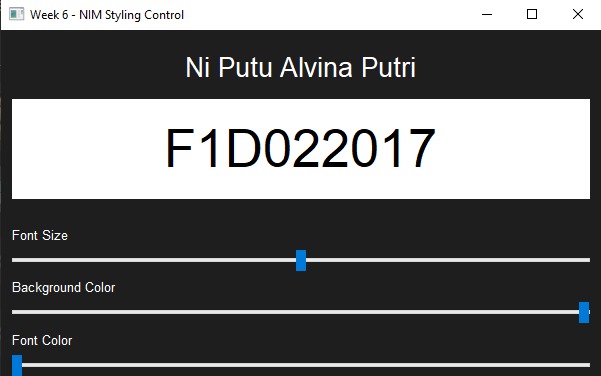 Week 6 - NIM Styling Control
Ni Putu Alvina Putri
F1D022017
Font Size
Background Color
Font Color